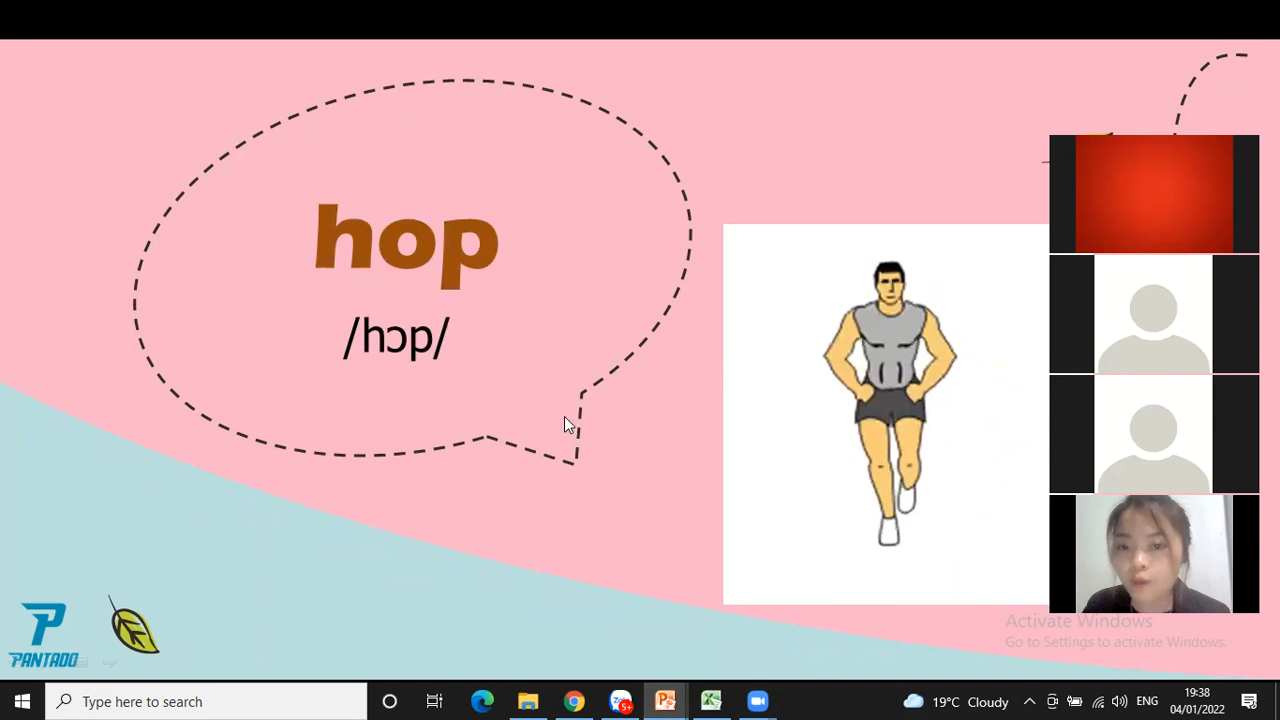 hop
/hɔp/
PANTADO
Activate Windows
Go to Settings to activate Windows.
Type here to search
5+
19°C Cloudy
ENG
19:38
04/01/2022